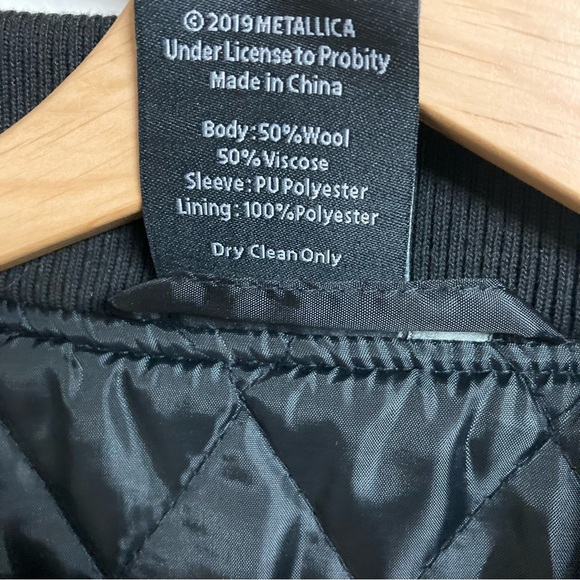 © 2019 METALLICA
Under License to Probity
Made in China
Body: 50% Wool
50% Viscose
Sleeve: PU Polyester
Lining: 100% Polyester
Dry Clean Only